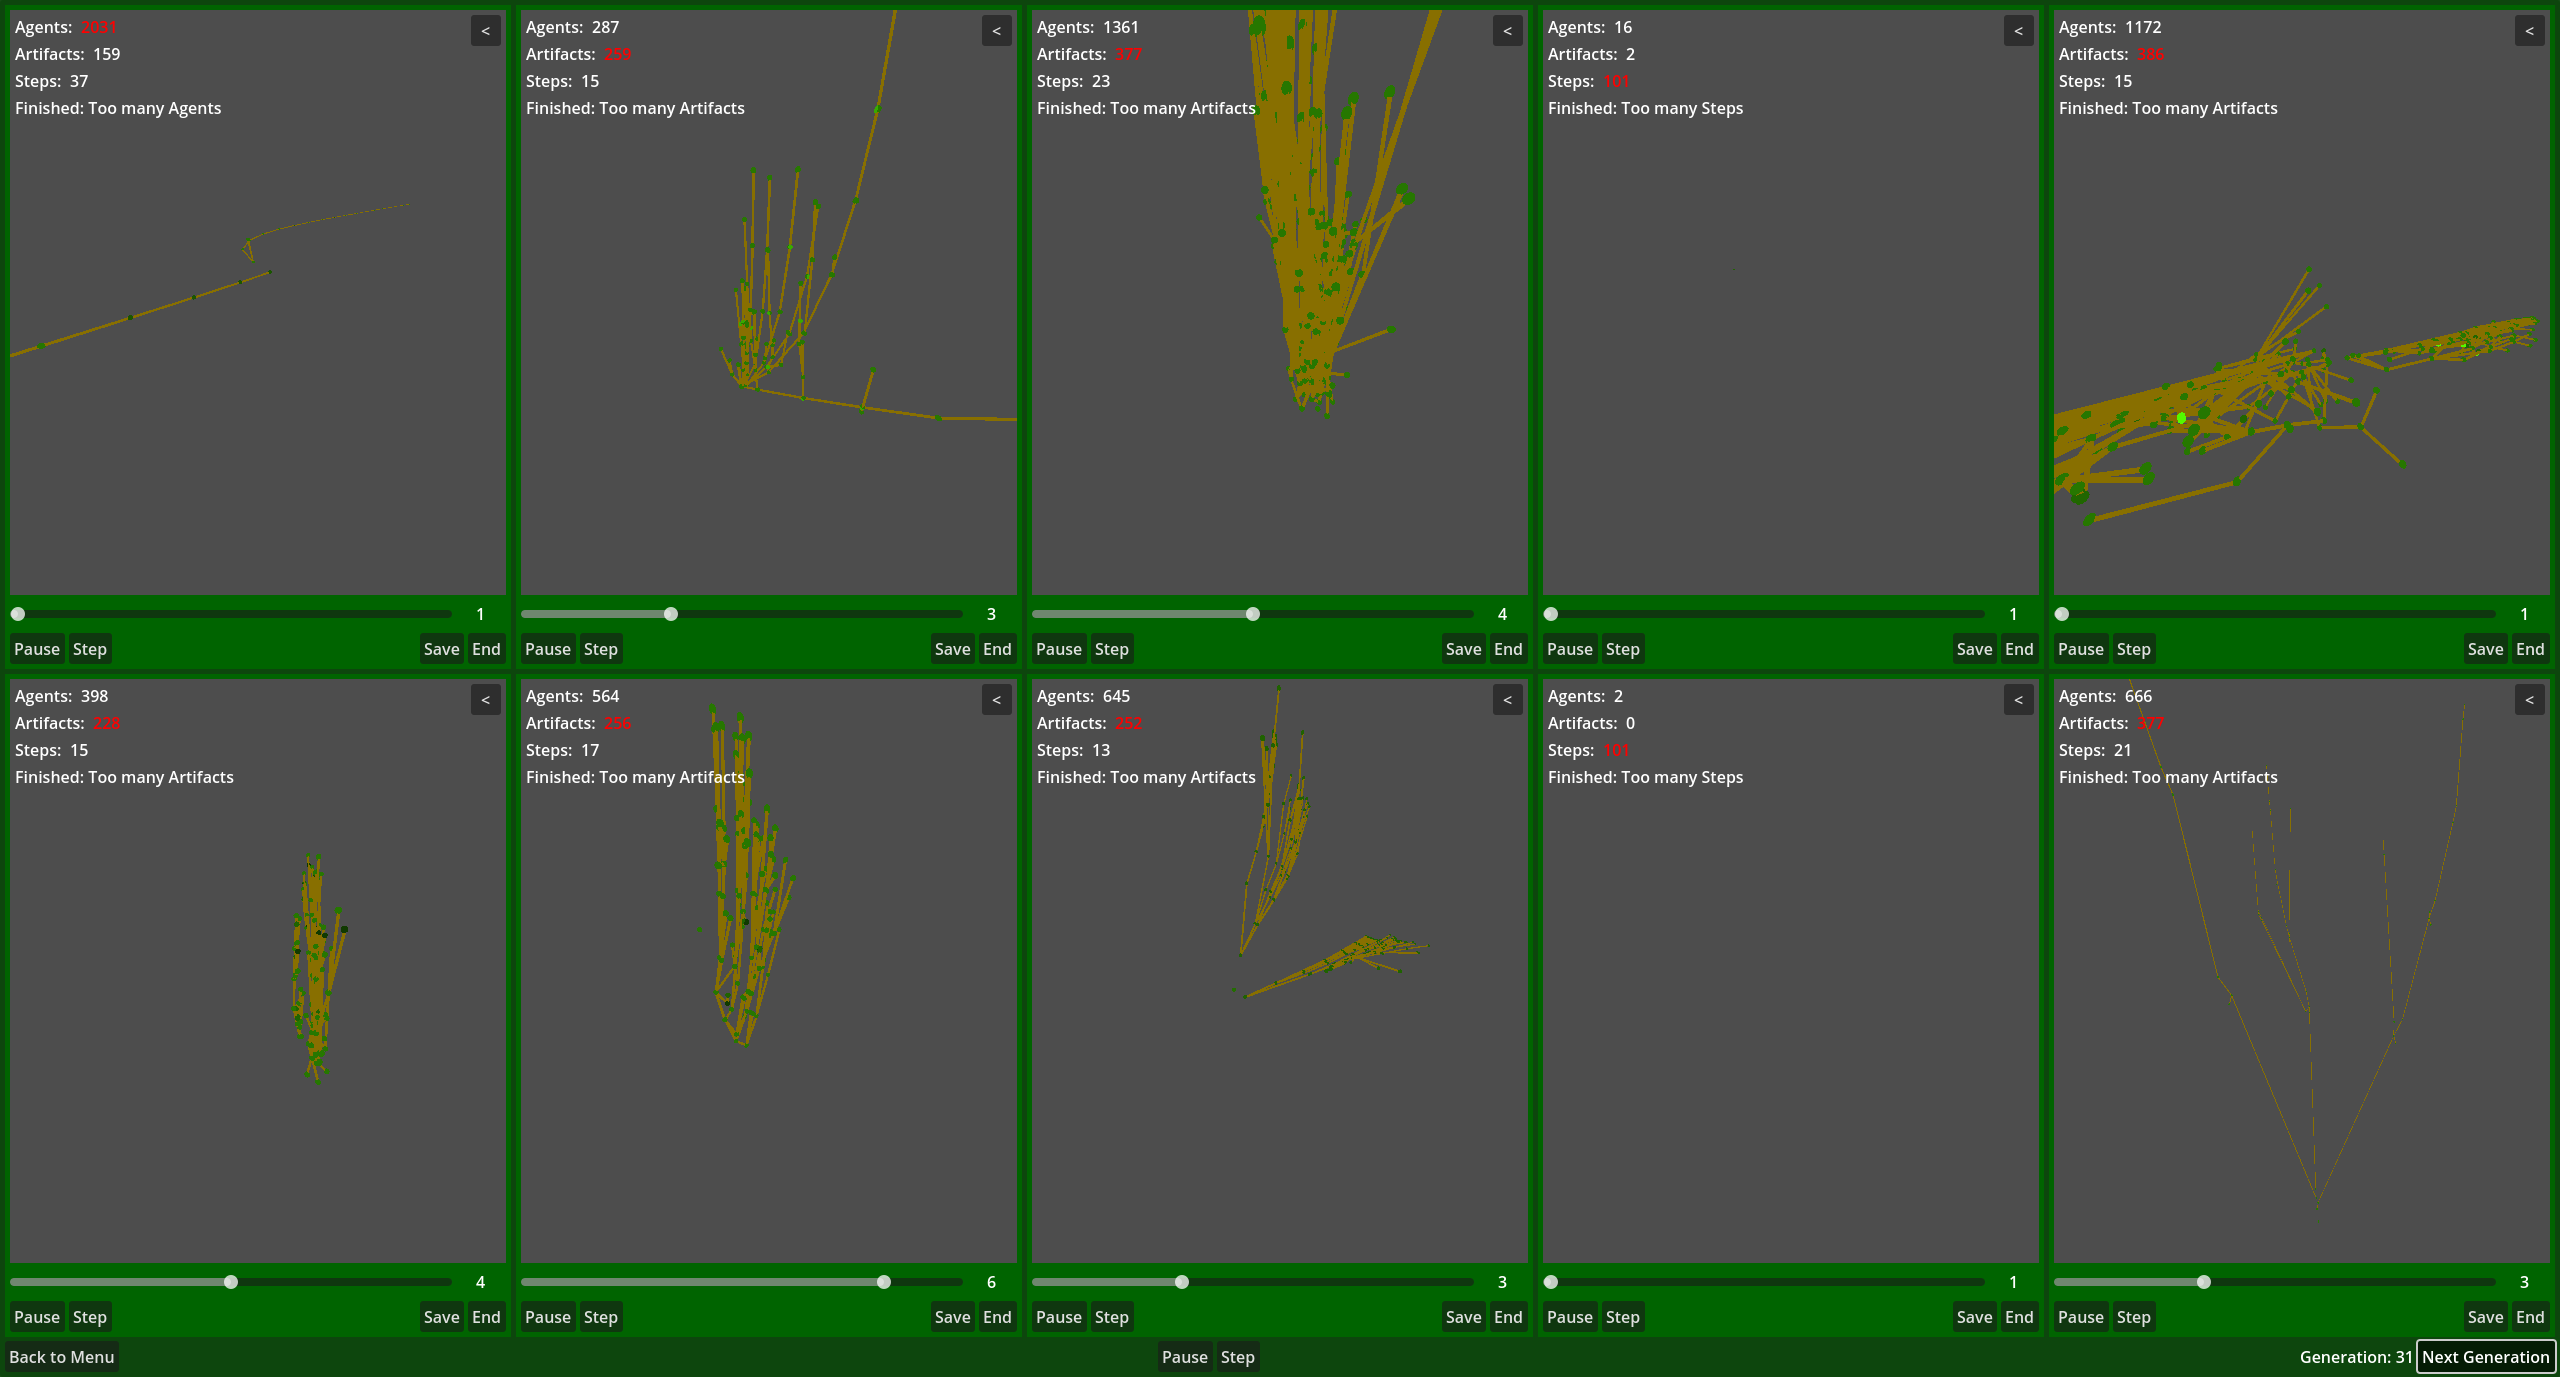 Agents: 2031
Artifacts: 159
Steps: 37
Finished: Too many Agents
<
1
Pause Step Save End
Agents: 287
Artifacts: 259
Steps: 15
Finished: Too many Artifacts
<
3
Pause Step Save End
Agents: 1361
Artifacts: 377
Steps: 23
Finished: Too many Artifacts
<
4
Pause Step Save End
Agents: 16
Artifacts: 2
Steps: 101
Finished: Too many Steps
<
1
Pause Step Save End
Agents: 1172
Artifacts: 386
Steps: 15
Finished: Too many Artifacts
<
1
Pause Step Save End
Agents: 398
Artifacts: 228
Steps: 15
Finished: Too many Artifacts
<
4
Pause Step Save End
Agents: 564
Artifacts: 256
Steps: 17
Finished: Too many Artifacts
<
6
Pause Step Save End
Agents: 645
Artifacts: 252
Steps: 13
Finished: Too many Artifacts
<
3
Pause Step Save End
Agents: 2
Artifacts: 0
Steps: 101
Finished: Too many Steps
<
1
Pause Step Save End
Agents: 666
Artifacts: 377
Steps: 21
Finished: Too many Artifacts
<
3
Pause Step Save End
Back to Menu Pause Step Generation: 31 Next Generation